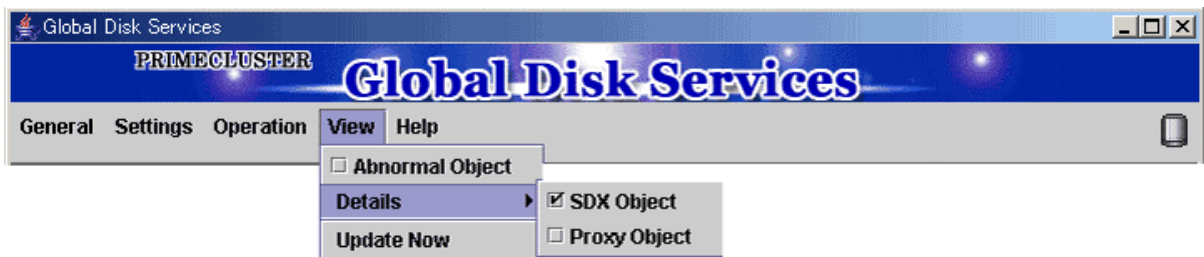 Global Disk Services
PRIMECLUSTER
Global Disk Services
General Settings Operation View Help
Abnormal Object
Details SDX Object
Update Now Proxy Object